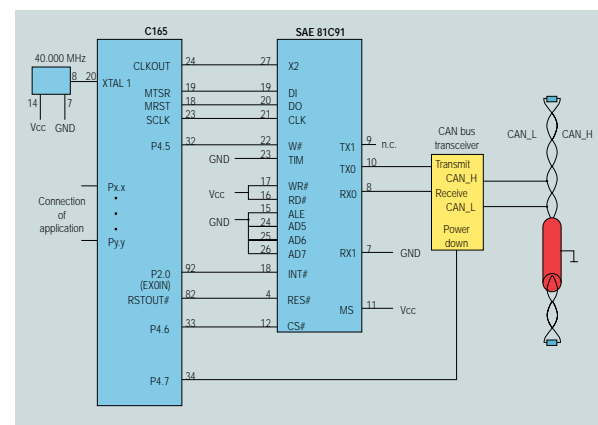 C165
SAE 81C91
40.000 MHz
8 20 XTAL 1
14 7
Vcc GND
CLKOUT 24 27 X2
MTSR 19 19 DI
MRST 18 20 DO
SCLK 23 21 CLK
P4.5 32 22 W#
GND 23 TIM
Vcc
17 WR#
16 RD#
GND
15 ALE
24 AD5
25 AD6
26 AD7
P2.0 92 18 INT#
(EX0IN)
RSTOUT# 82 4 RES#
P4.6 33 12 CS#
P4.7 34
Connection
of
application
Px.x
Py.y
TX1 9 n.c.
TX0 10
RX0 8
RX1 7 GND
MS 11 Vcc
CAN bus
transceiver
Transmit
CAN_H
Receive
CAN_L
Power
down
CAN_L CAN_H